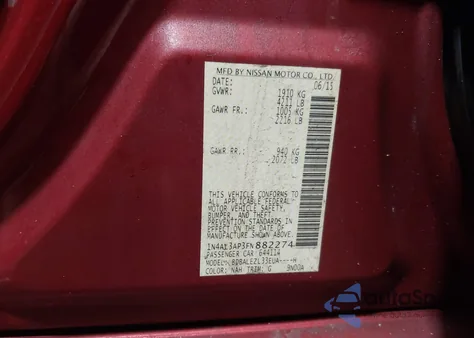 MFD BY NISSAN MOTOR CO., LTD.
DATE: 06/15
GVWR: 1910 KG
4211 LB
GAWR FR.: 1005 KG
2216 LB
GAWR RR.: 940 KG
2072 LB
THIS VEHICLE CONFORMS TO
ALL APPLICABLE FEDERAL
MOTOR VEHICLE SAFETY,
BUMPER, AND THEFT
PREVENTION STANDARDS IN
EFFECT ON THE DATE OF
MANUFACTURE SHOWN ABOVE.
882274
PASSENGER CAR
COLOR: NAH TRIM: G